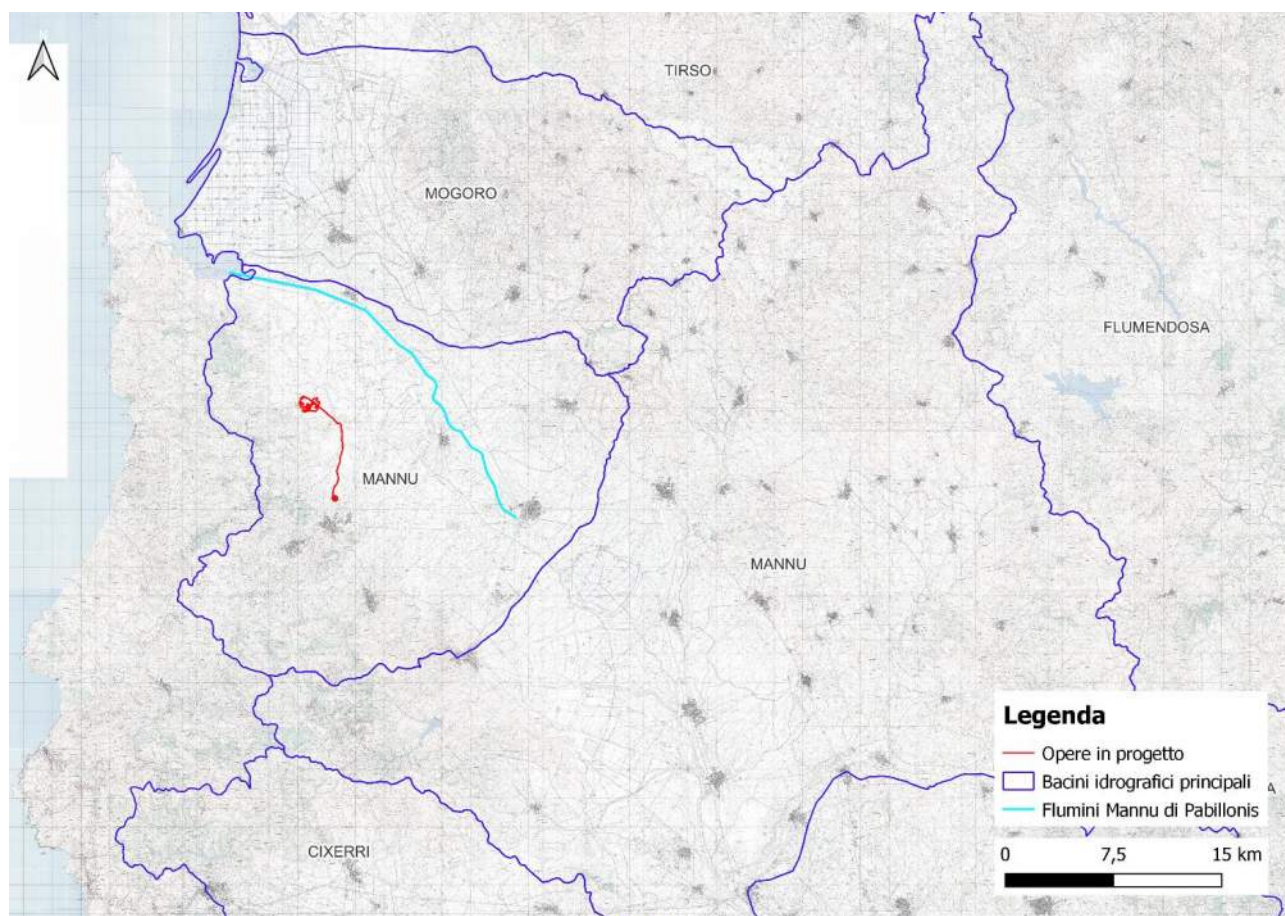 TIRSO
MOGORO
FLUMENDOSA
MANNU
MANNU
CIXERRI
Legenda
Opere in progetto
Bacini idrografici principali
Flumini Mannu di Pabillonis
0 7,5 15 km
A